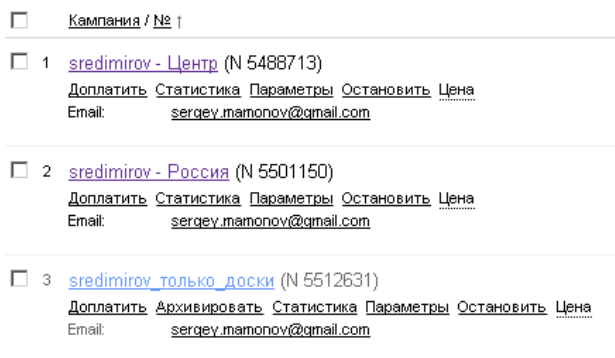 Кампания / № ↑
1 sredimirov - Центр (N 5488713)
Доплатить Статистика Параметры Остановить Цена
Email: sergey.mamonov@gmail.com
2 sredimirov - Россия (N 5501150)
Доплатить Статистика Параметры Остановить Цена
Email: sergey.mamonov@gmail.com
3 sredimirov_только_доски (N 5512631)
Доплатить Архивировать Статистика Параметры Остановить Цена
Email: sergey.mamonov@gmail.com